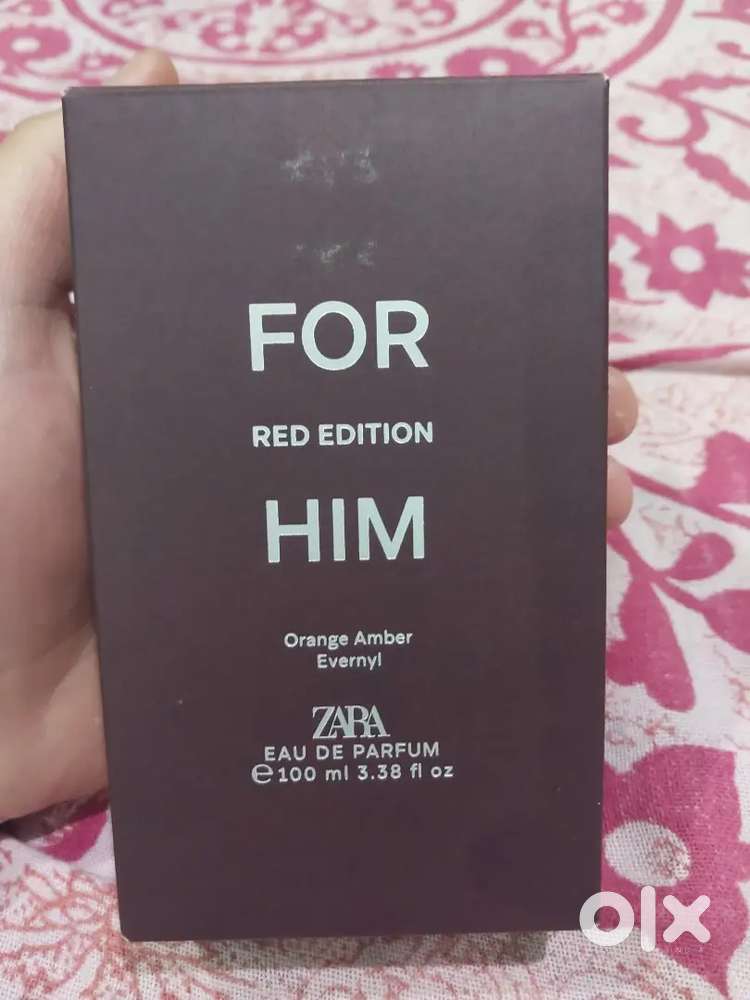 FOR
RED EDITION
HIM
Orange Amber
Evernyl
ZARA
EAU DE PARFUM
℮100 ml 3.38 fl oz
olx